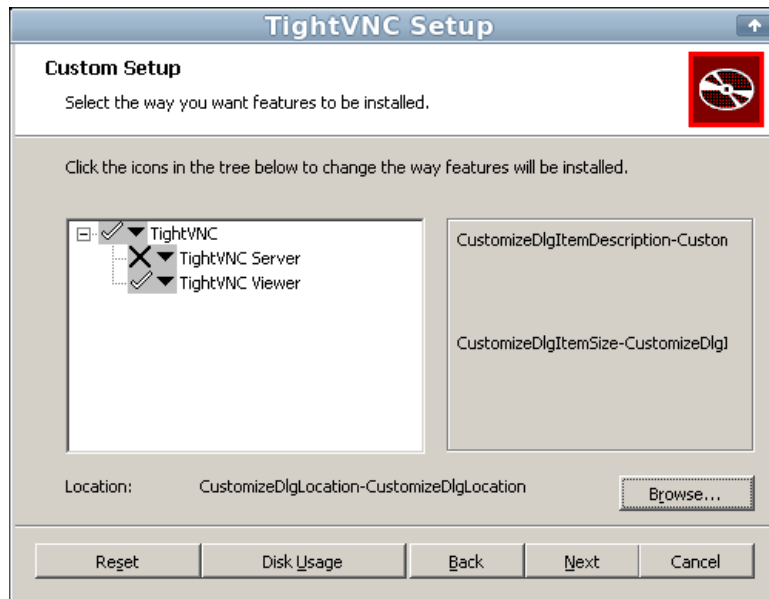 TightVNC Setup
Custom Setup
Select the way you want features to be installed.
Click the icons in the tree below to change the way features will be installed.
TightVNC
TightVNC Server
TightVNC Viewer
CustomizeDlgItemDescription-Custon
CustomizeDlgItemSize-CustomizeDlgI
Location: CustomizeDlgLocation-CustomizeDlgLocation
Browse...
Reset Disk Usage Back Next Cancel